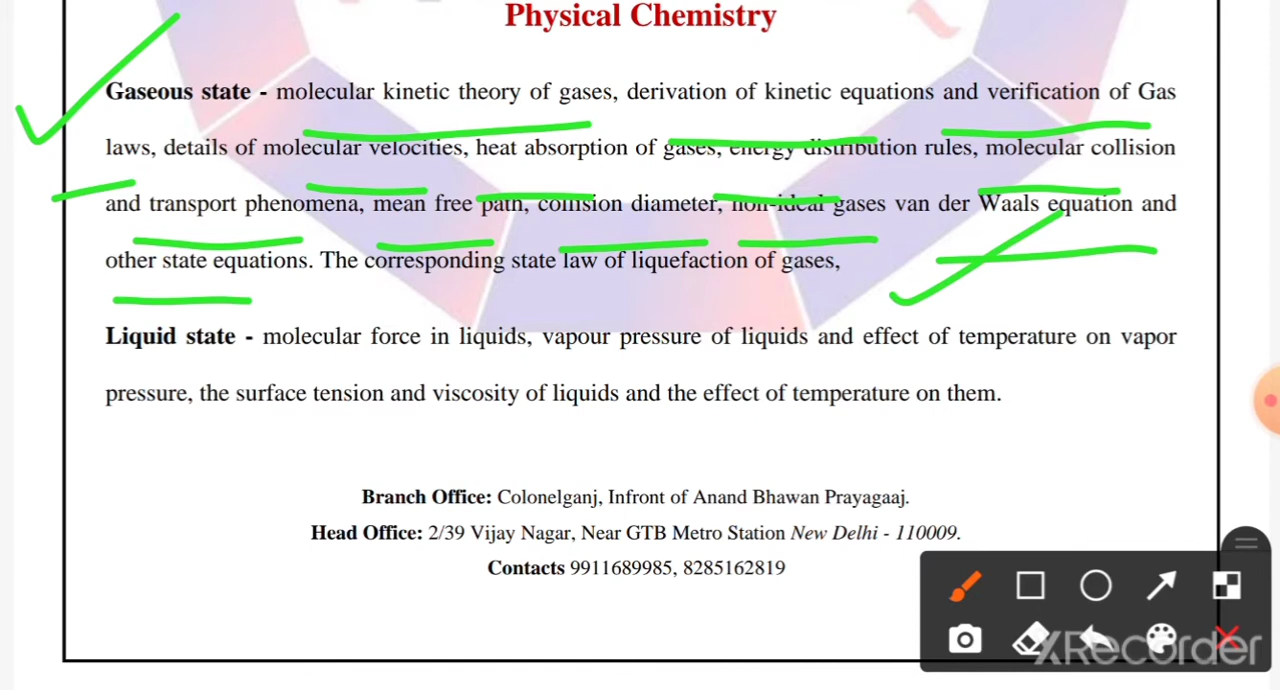 Physical Chemistry
Gaseous state - molecular kinetic theory of gases, derivation of kinetic equations and verification of Gas
laws, details of molecular velocities, heat absorption of gases, energy distribution rules, molecular collision
and transport phenomena, mean free path, collision diameter, non-ideal gases van der Waals equation and
other state equations. The corresponding state law of liquefaction of gases,
Liquid state - molecular force in liquids, vapour pressure of liquids and effect of temperature on vapor
pressure, the surface tension and viscosity of liquids and the effect of temperature on them.
Branch Office: Colonelganj, Infront of Anand Bhawan Prayagaaj.
Head Office: 2/39 Vijay Nagar, Near GTB Metro Station New Delhi - 110009.
Contacts 9911689985, 8285162819
XRecorder